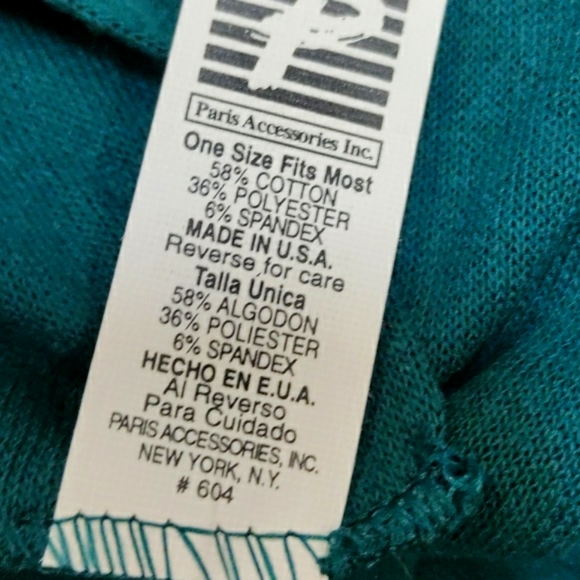 P
Paris Accessories Inc.
One Size Fits Most
58% COTTON
36% POLYESTER
6% SPANDEX
MADE IN U.S.A.
Reverse for care
Talla Única
58% ALGODON
36% POLIESTER
6% SPANDEX
HECHO EN E.U.A.
Al Reverso
Para Cuidado
PARIS ACCESSORIES, INC.
NEW YORK, N.Y.
# 604